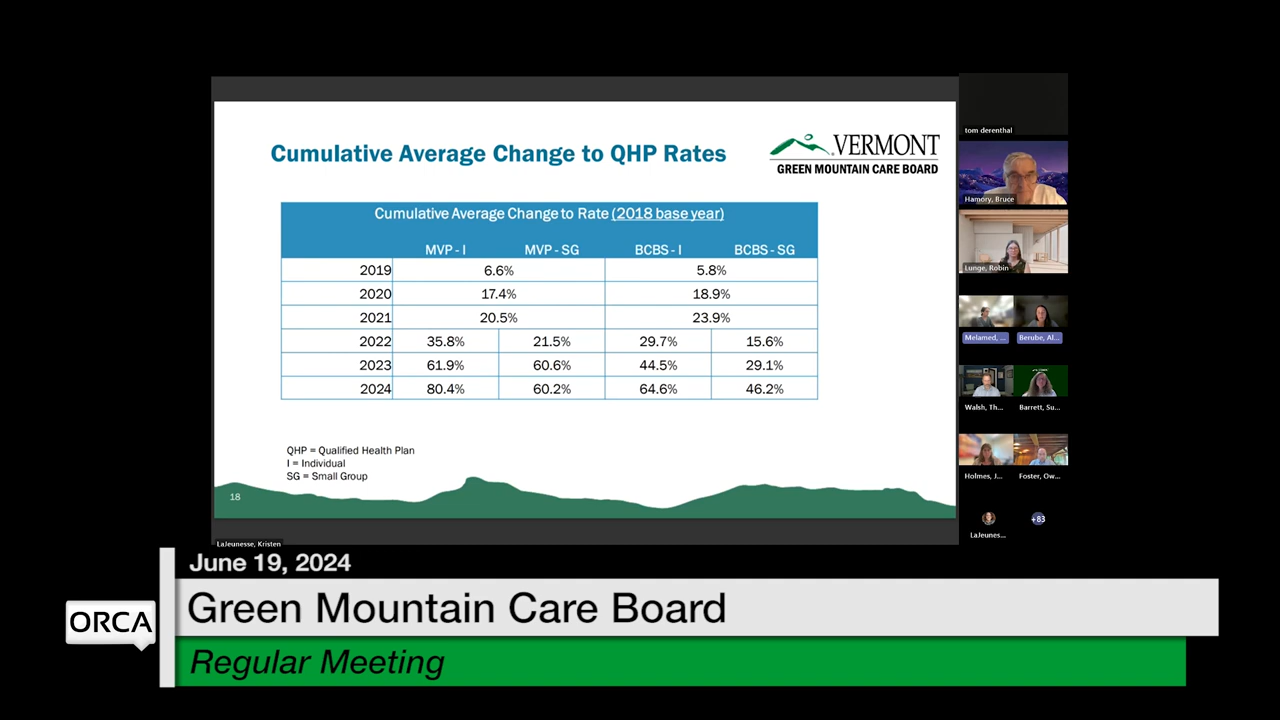 Cumulative Average Change to QHP Rates
VERMONT
GREEN MOUNTAIN CARE BOARD
Cumulative Average Change to Rate (2018 base year)
MVP - I MVP - SG BCBS - I BCBS - SG
2019 6.6% 5.8%
2020 17.4% 18.9%
2021 20.5% 23.9%
2022 35.8% 21.5% 29.7% 15.6%
2023 61.9% 60.6% 44.5% 29.1%
2024 80.4% 60.2% 64.6% 46.2%
QHP = Qualified Health Plan
I = Individual
SG = Small Group
18
LaJeunesse, Kristen
tom derenthal
Hamory, Bruce
Lunge, Robin
Melamed, ... Berube, Al...
Walsh, Th... Barrett, Su...
Holmes, J... Foster, Ow...
+83
LaJeunes...
June 19, 2024
ORCA
Green Mountain Care Board
Regular Meeting